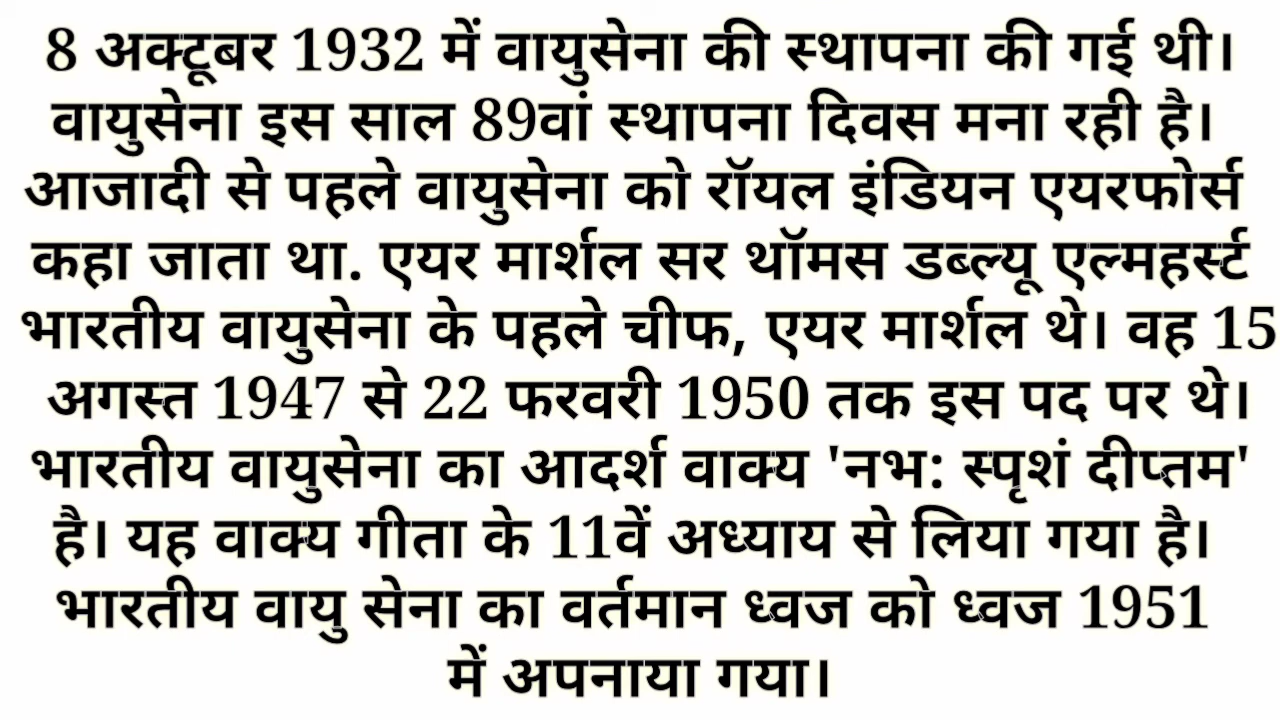 8 अक्टूबर 1932 में वायुसेना की स्थापना की गई थी।
वायुसेना इस साल 89वां स्थापना दिवस मना रही है।
आजादी से पहले वायुसेना को रॉयल इंडियन एयरफोर्स
कहा जाता था. एयर मार्शल सर थॉमस डब्ल्यू एल्महर्स्ट
भारतीय वायुसेना के पहले चीफ, एयर मार्शल थे। वह 15
अगस्त 1947 से 22 फरवरी 1950 तक इस पद पर थे।
भारतीय वायुसेना का आदर्श वाक्य 'नभ: स्पृशं दीप्तम'
है। यह वाक्य गीता के 11वें अध्याय से लिया गया है।
भारतीय वायु सेना का वर्तमान ध्वज को ध्वज 1951
में अपनाया गया।